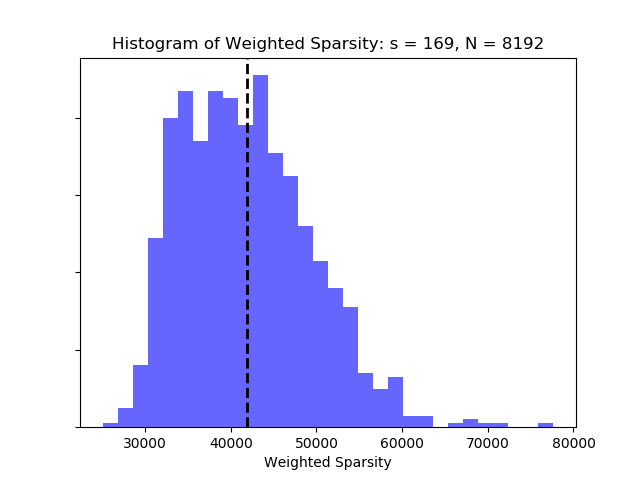 Histogram of Weighted Sparsity: s = 169, N = 8192
30000 40000 50000 60000 70000 80000
Weighted Sparsity